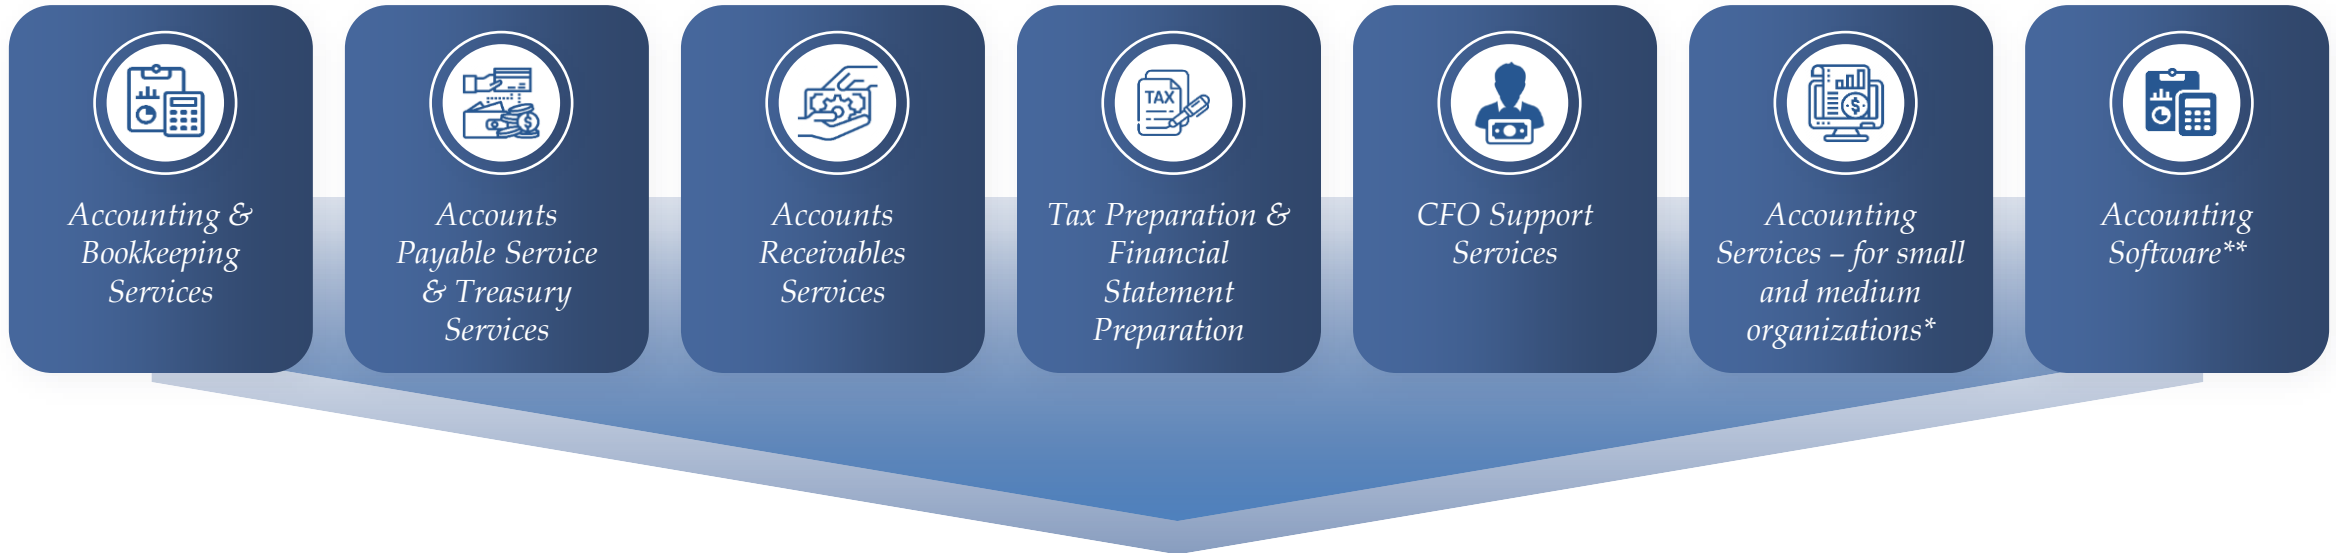 Accounting &
Bookkeeping
Services
Accounts
Payable Service
& Treasury
Services
Accounts
Receivables
Services
TAX
Tax Preparation &
Financial
Statement
Preparation
CFO Support
Services
Accounting
Services – for small
and medium
organizations*
Accounting
Software**